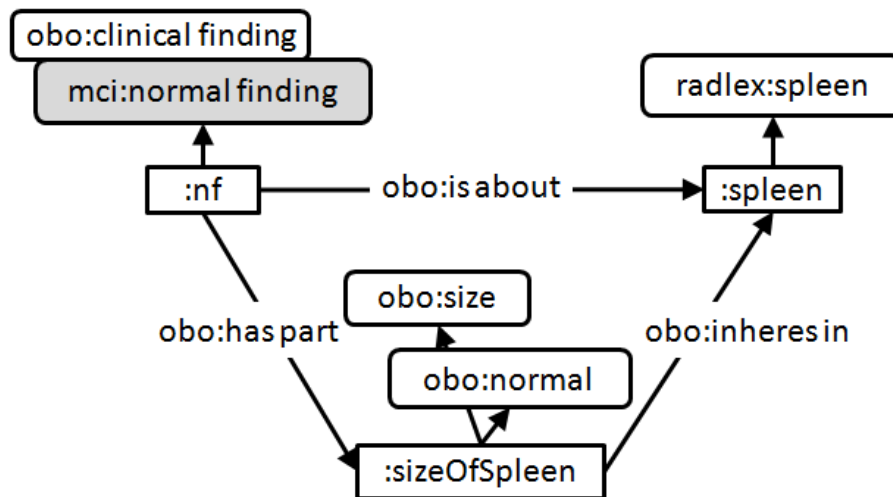 obo:clinical finding
mci:normal finding
radlex:spleen
:nf
obo:is about
:spleen
obo:size
obo:has part
obo:inheres in
obo:normal
:sizeOfSpleen